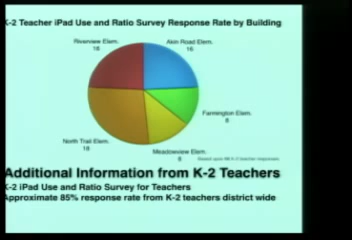 K-2 Teacher iPad Use and Ratio Survey Response Rate by Building
Riverview Elem.
16
Akin Road Elem.
16
Farmington Elem.
8
Meadowview Elem.
North Trail Elem.
18
Additional Information from K-2 Teachers
K-2 iPad Use and Ratio Survey for Teachers
Approximate 85% response rate from K-2 teachers district wide